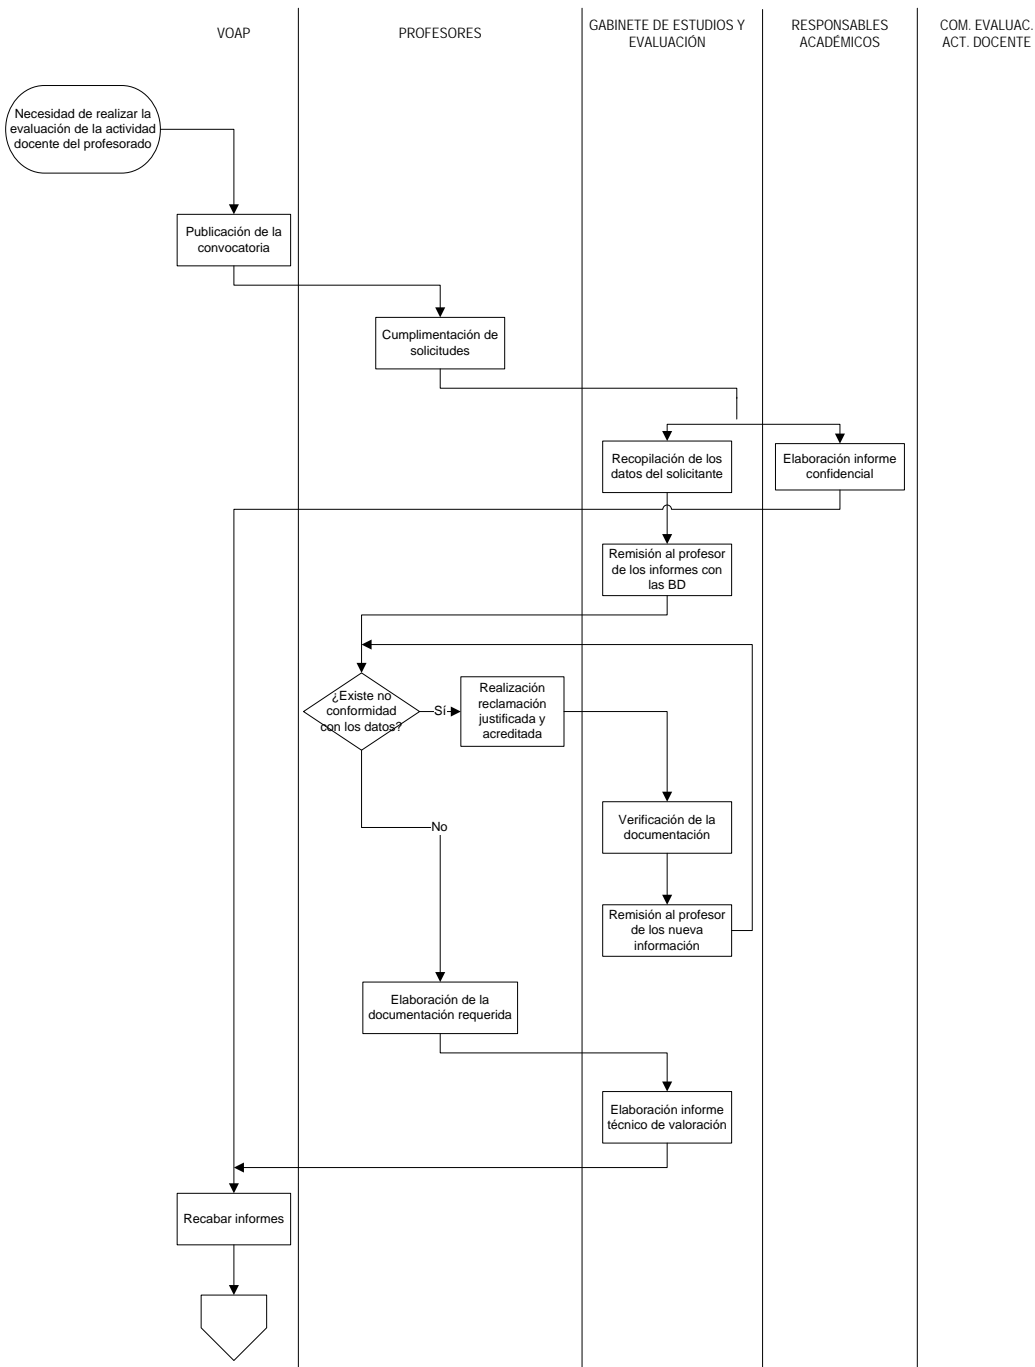 VOAP
PROFESORES
GABINETE DE ESTUDIOS Y
EVALUACIÓN
RESPONSABLES
ACADÉMICOS
COM. EVALUAC.
ACT. DOCENTE
Necesidad de realizar la
evaluación de la actividad
docente del profesorado
Publicación de la
convocatoria
Cumplimentación de
solicitudes
Recopilación de los
datos del solicitante
Elaboración informe
confidencial
Remisión al profesor
de los informes con
las BD
¿Existe no
conformidad
con los datos?
Sí
Realización
reclamación
justificada y
acreditada
Verificación de la
documentación
No
Remisión al profesor
de los nueva
información
Elaboración de la
documentación requerida
Elaboración informe
técnico de valoración
Recabar informes